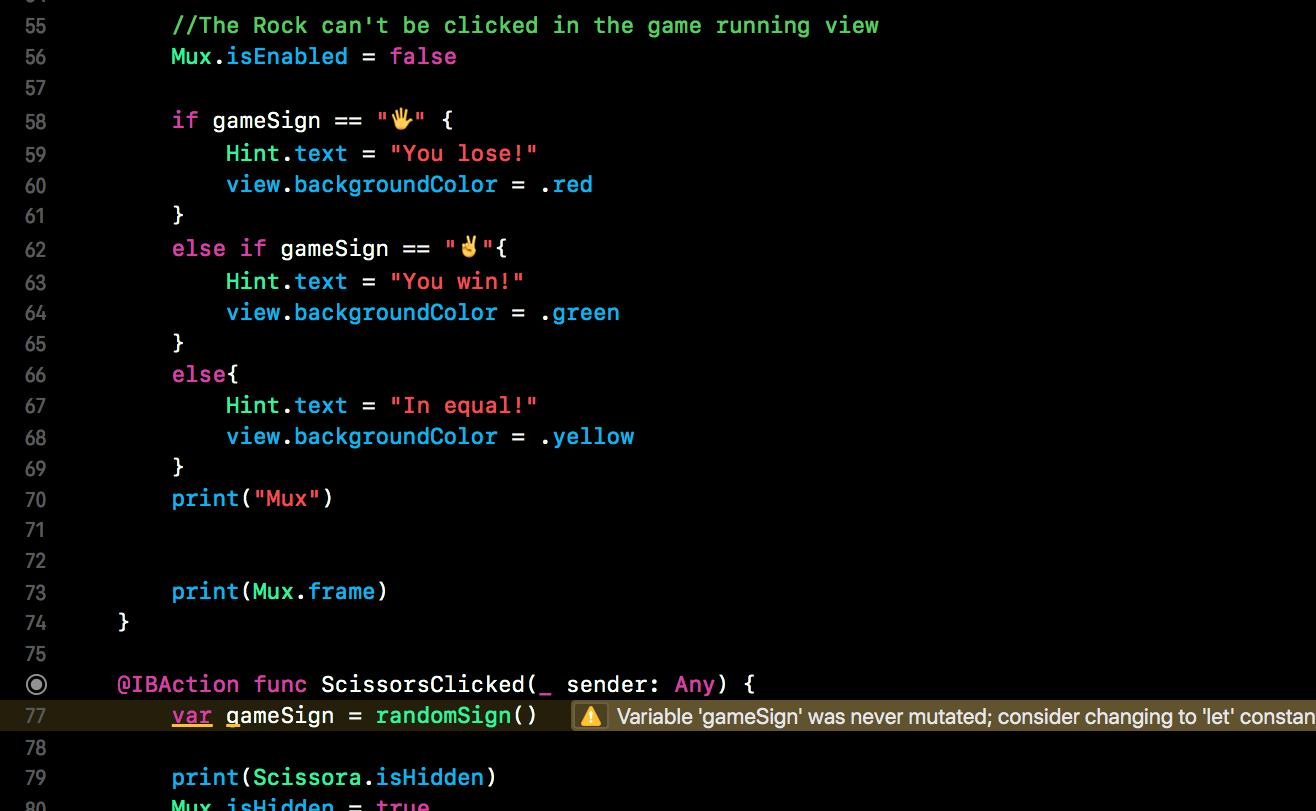 55 //The Rock can't be clicked in the game running view
56 Mux.isEnabled = false
57
58 if gameSign == "🖐" {
59 Hint.text = "You lose!"
60 view.backgroundColor = .red
61 }
62 else if gameSign == "✌️"{
63 Hint.text = "You win!"
64 view.backgroundColor = .green
65 }
66 else{
67 Hint.text = "In equal!"
68 view.backgroundColor = .yellow
69 }
70 print("Mux")
71
72
73 print(Mux.frame)
74 }
75
@IBAction func ScissorsClicked(_ sender: Any) {
77 var gameSign = randomSign() Variable 'gameSign' was never mutated; consider changing to 'let' constan
78
79 print(Scissora.isHidden)
80 Mux.isHidden = true